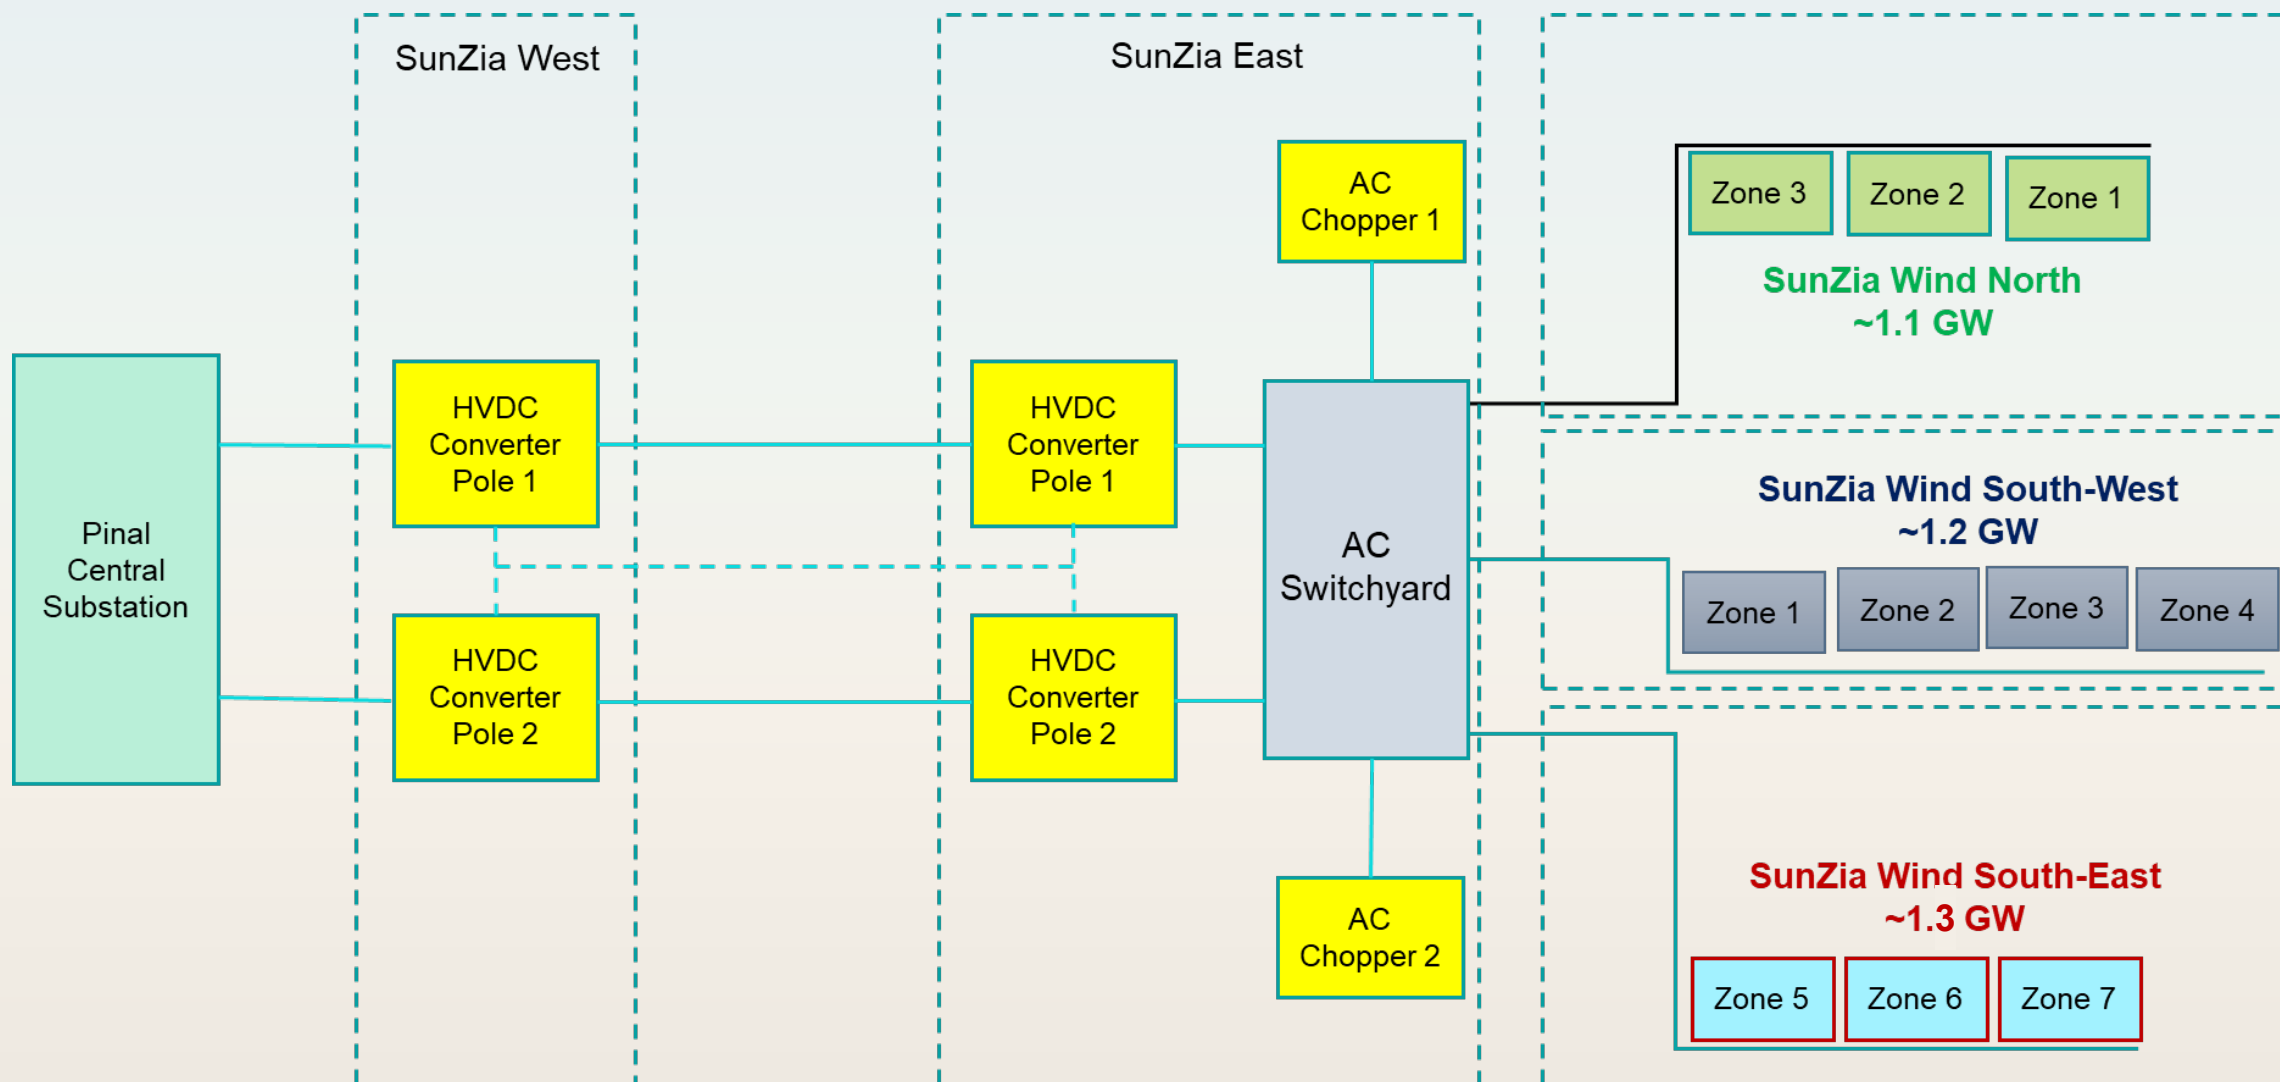 SunZia West
SunZia East
AC
Chopper 1
Zone 3
Zone 2
Zone 1
SunZia Wind North
~1.1 GW
Pinal
Central
Substation
HVDC
Converter
Pole 1
HVDC
Converter
Pole 2
HVDC
Converter
Pole 1
HVDC
Converter
Pole 2
AC
Switchyard
SunZia Wind South-West
~1.2 GW
Zone 1
Zone 2
Zone 3
Zone 4
AC
Chopper 2
SunZia Wind South-East
~1.3 GW
Zone 5
Zone 6
Zone 7